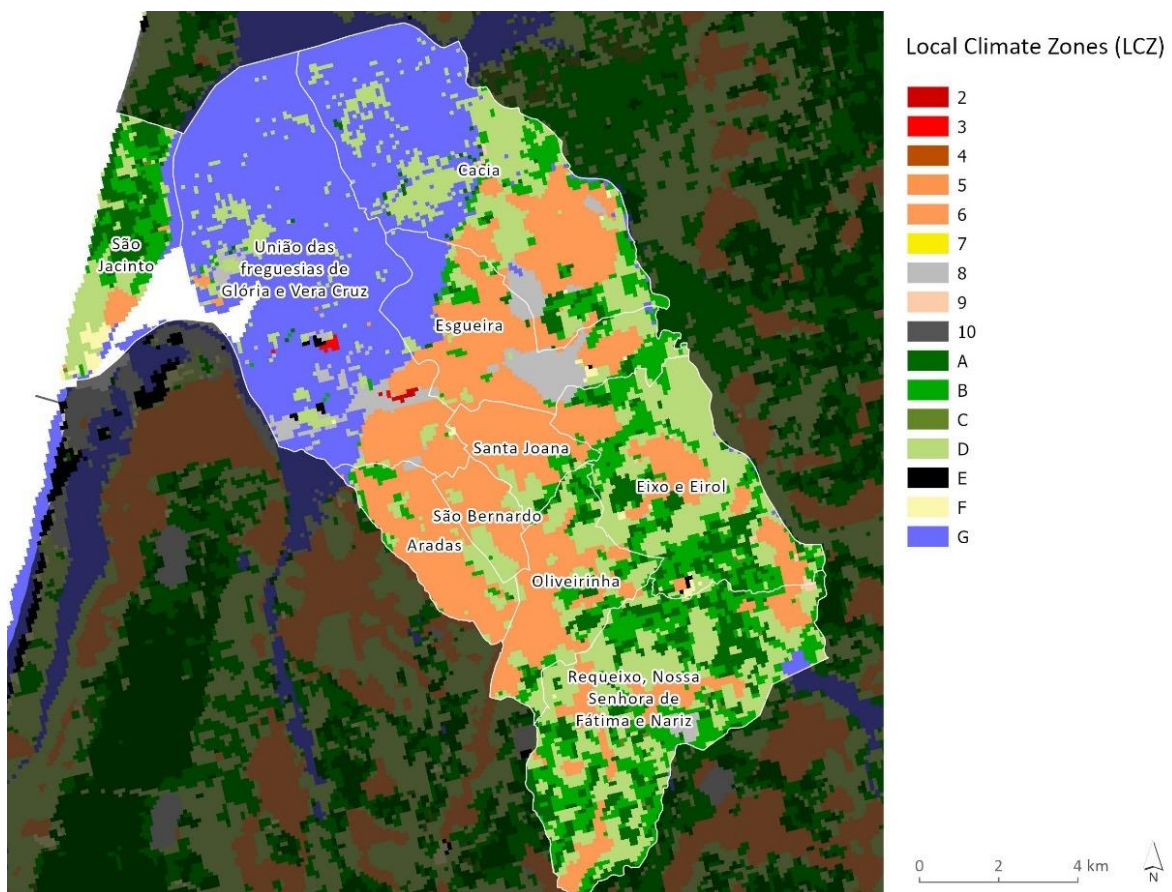 Local Climate Zones (LCZ)
2
3
4
5
6
7
8
9
10
A
B
C
D
E
F
G
Cacia
São
Jacinto
União das
freguesias de
Glória e Vera Cruz
Esgueira
Santa Joana
Eixo e Eirol
São Bernardo
Aradas
Oliveirinha
Requeixo, Nossa
Senhora de
Fátima e Nariz
0 2 4 km
N